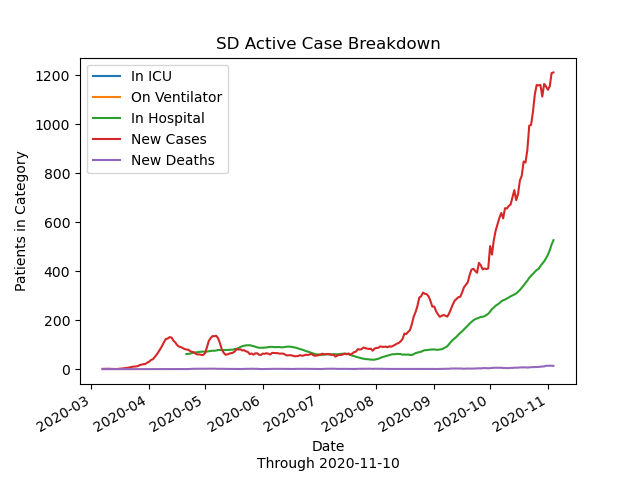 SD Active Case Breakdown
In ICU
On Ventilator
In Hospital
New Cases
New Deaths
Patients in Category
1200
1000
800
600
400
200
0
2020-03
2020-04
2020-05
2020-06
2020-07
2020-08
2020-09
2020-10
2020-11
Date
Through 2020-11-10